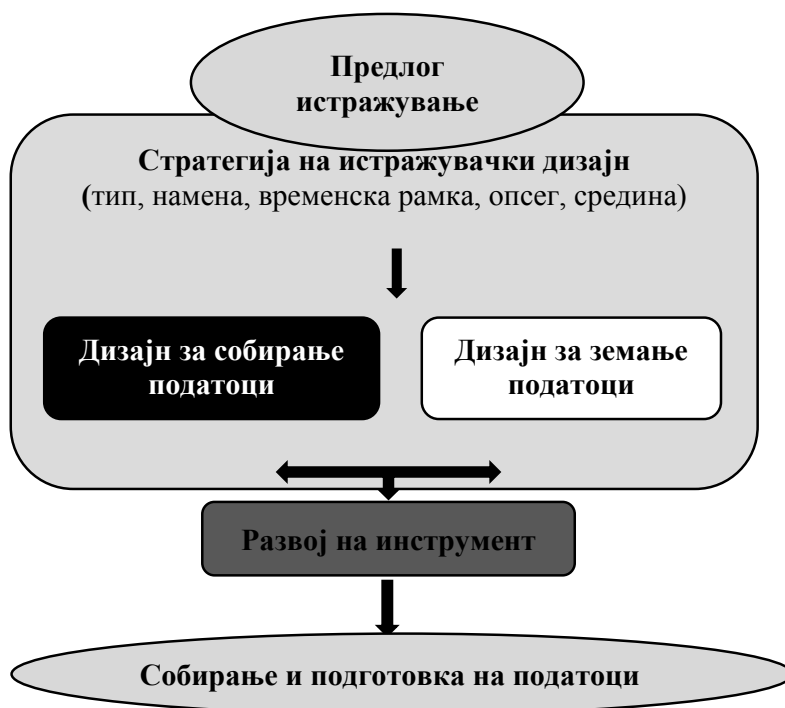 Предлог
истражување
Стратегија на истражувачки дизајн
(тип, намена, временска рамка, опсег, средина)
Дизајн за собирање
податоци
Дизајн за земање
податоци
Развој на инструмент
Собирање и подготовка на податоци